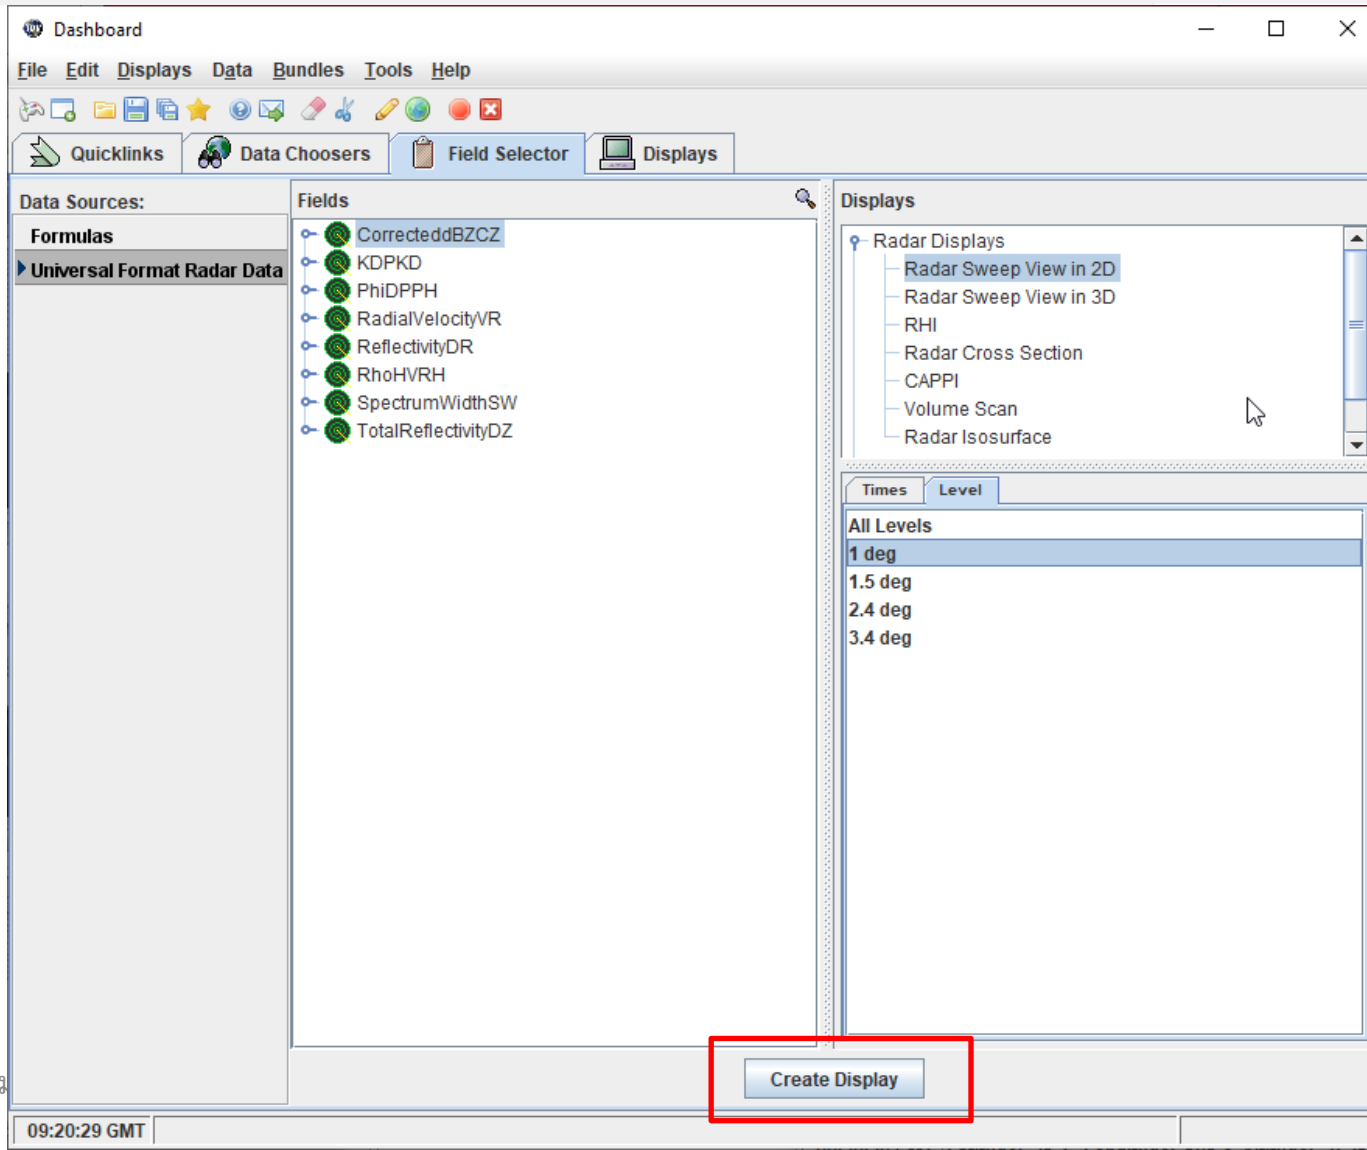 Dashboard
File Edit Displays Data Bundles Tools Help
Quicklinks Data Choosers Field Selector Displays
Data Sources:
Formulas
Universal Format Radar Data
Fields
CorrecteddBZCZ
KDPKD
PhiDPPH
RadialVelocityVR
ReflectivityDR
RhoHVRH
SpectrumWidthSW
TotalReflectivityDZ
Displays
Radar Displays
Radar Sweep View in 2D
Radar Sweep View in 3D
RHI
Radar Cross Section
CAPPI
Volume Scan
Radar Isosurface
Times Level
All Levels
1 deg
1.5 deg
2.4 deg
3.4 deg
Create Display
09:20:29 GMT